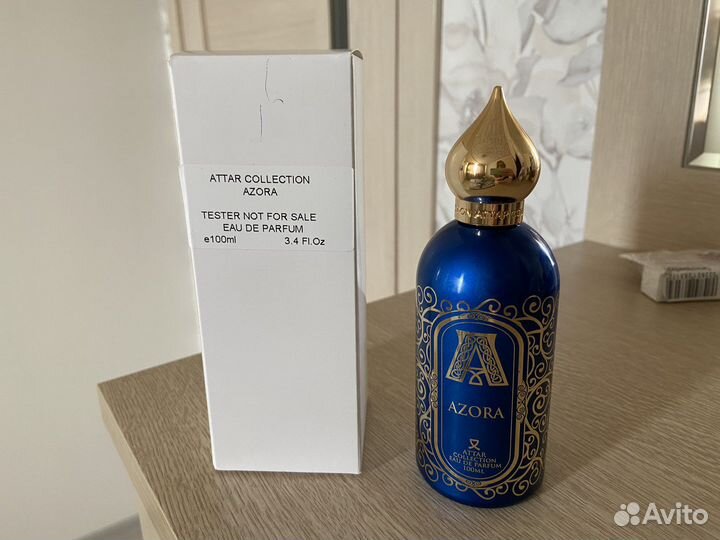 ATTAR COLLECTION
AZORA
TESTER NOT FOR SALE
EAU DE PARFUM
e100ml 3.4 Fl.Oz
A
AZORA
ATTAR
COLLECTION
EAU DE PARFUM
100ML
Avito